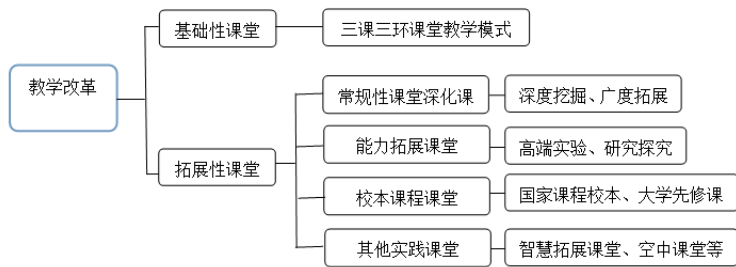 基础性课堂
三课三环课堂教学模式
教学改革
常规性课堂深化课
深度挖掘、广度拓展
能力拓展课堂
高端实验、研究探究
拓展性课堂
校本课程课堂
国家课程校本、大学先修课
其他实践课堂
智慧拓展课堂、空中课堂等